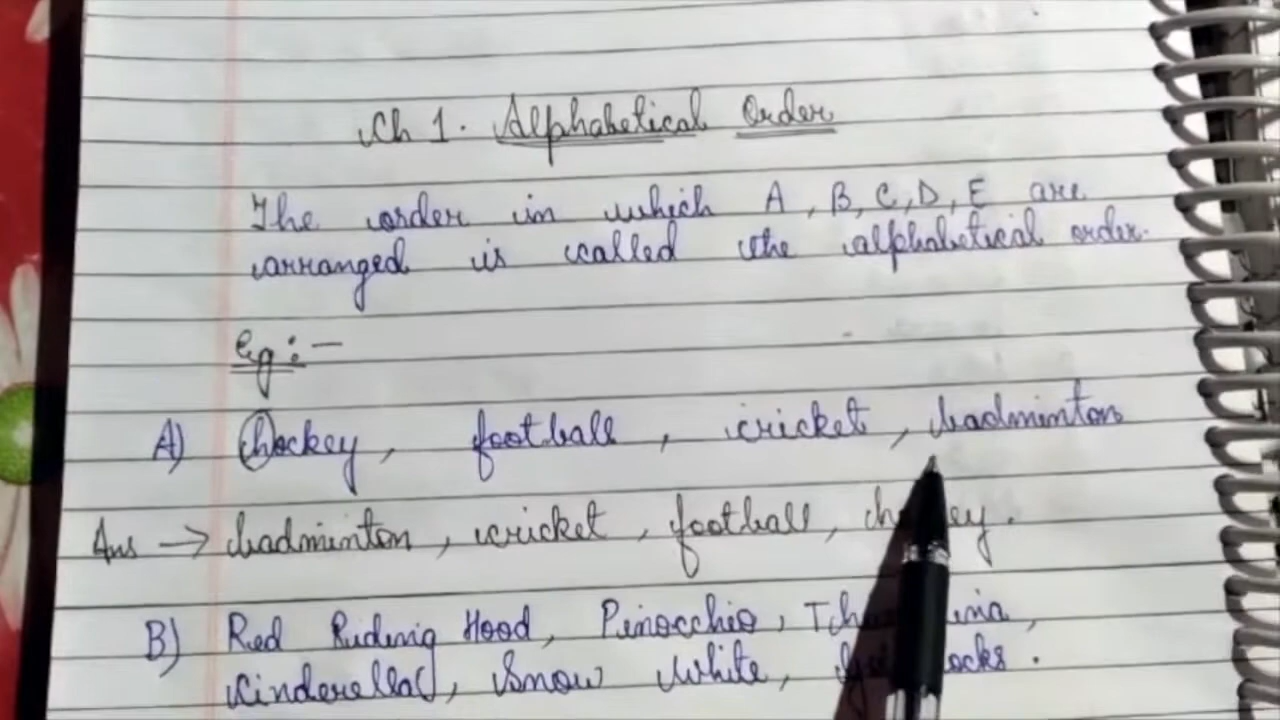 Ch 1. Alphabetical Order
The order in which A, B, C, D, E are
arranged is called the alphabetical order.
eg:-
A) hockey, football, cricket, badminton
Ans → badminton, cricket, football,
B) Red Riding Hood, Pinocchio,
Cinderella, Snow White,